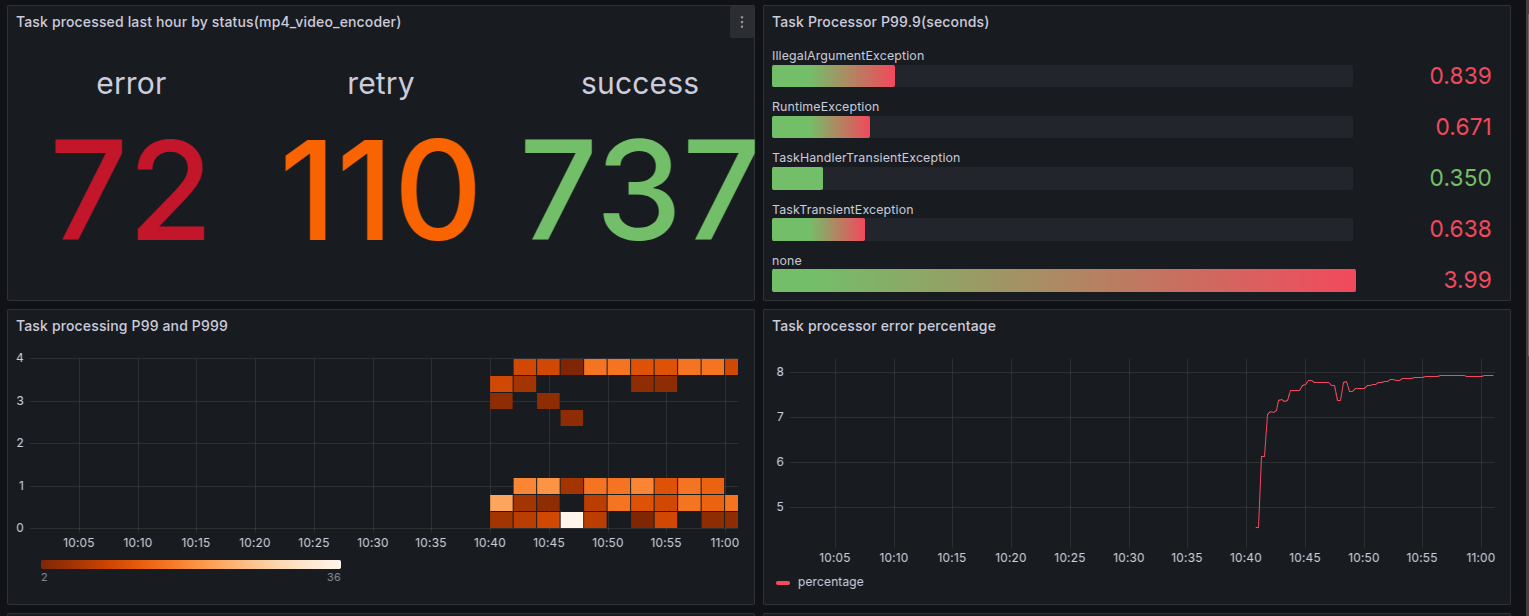 Task processed last hour by status(mp4_video_encoder)
error retry success
72 110 737
Task Processor P99.9(seconds)
IllegalArgumentException
0.839
RuntimeException
0.671
TaskHandlerTransientException
0.350
TaskTransientException
0.638
none
3.99
Task processing P99 and P999
4
3
2
1
0
10:05 10:10 10:15 10:20 10:25 10:30 10:35 10:40 10:45 10:50 10:55 11:00
2 36
Task processor error percentage
8
7
6
5
10:05 10:10 10:15 10:20 10:25 10:30 10:35 10:40 10:45 10:50 10:55 11:00
percentage